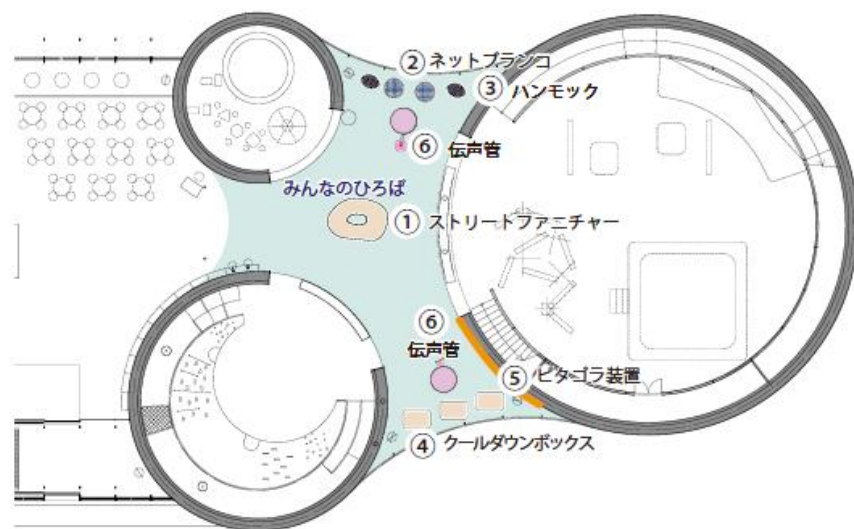 ② ネットブランコ
③ ハンモック
⑥ 伝声管
みんなのひろば
① ストリートファニチャー
⑥
伝声管
⑤ ピタゴラ装置
④ クールダウンボックス